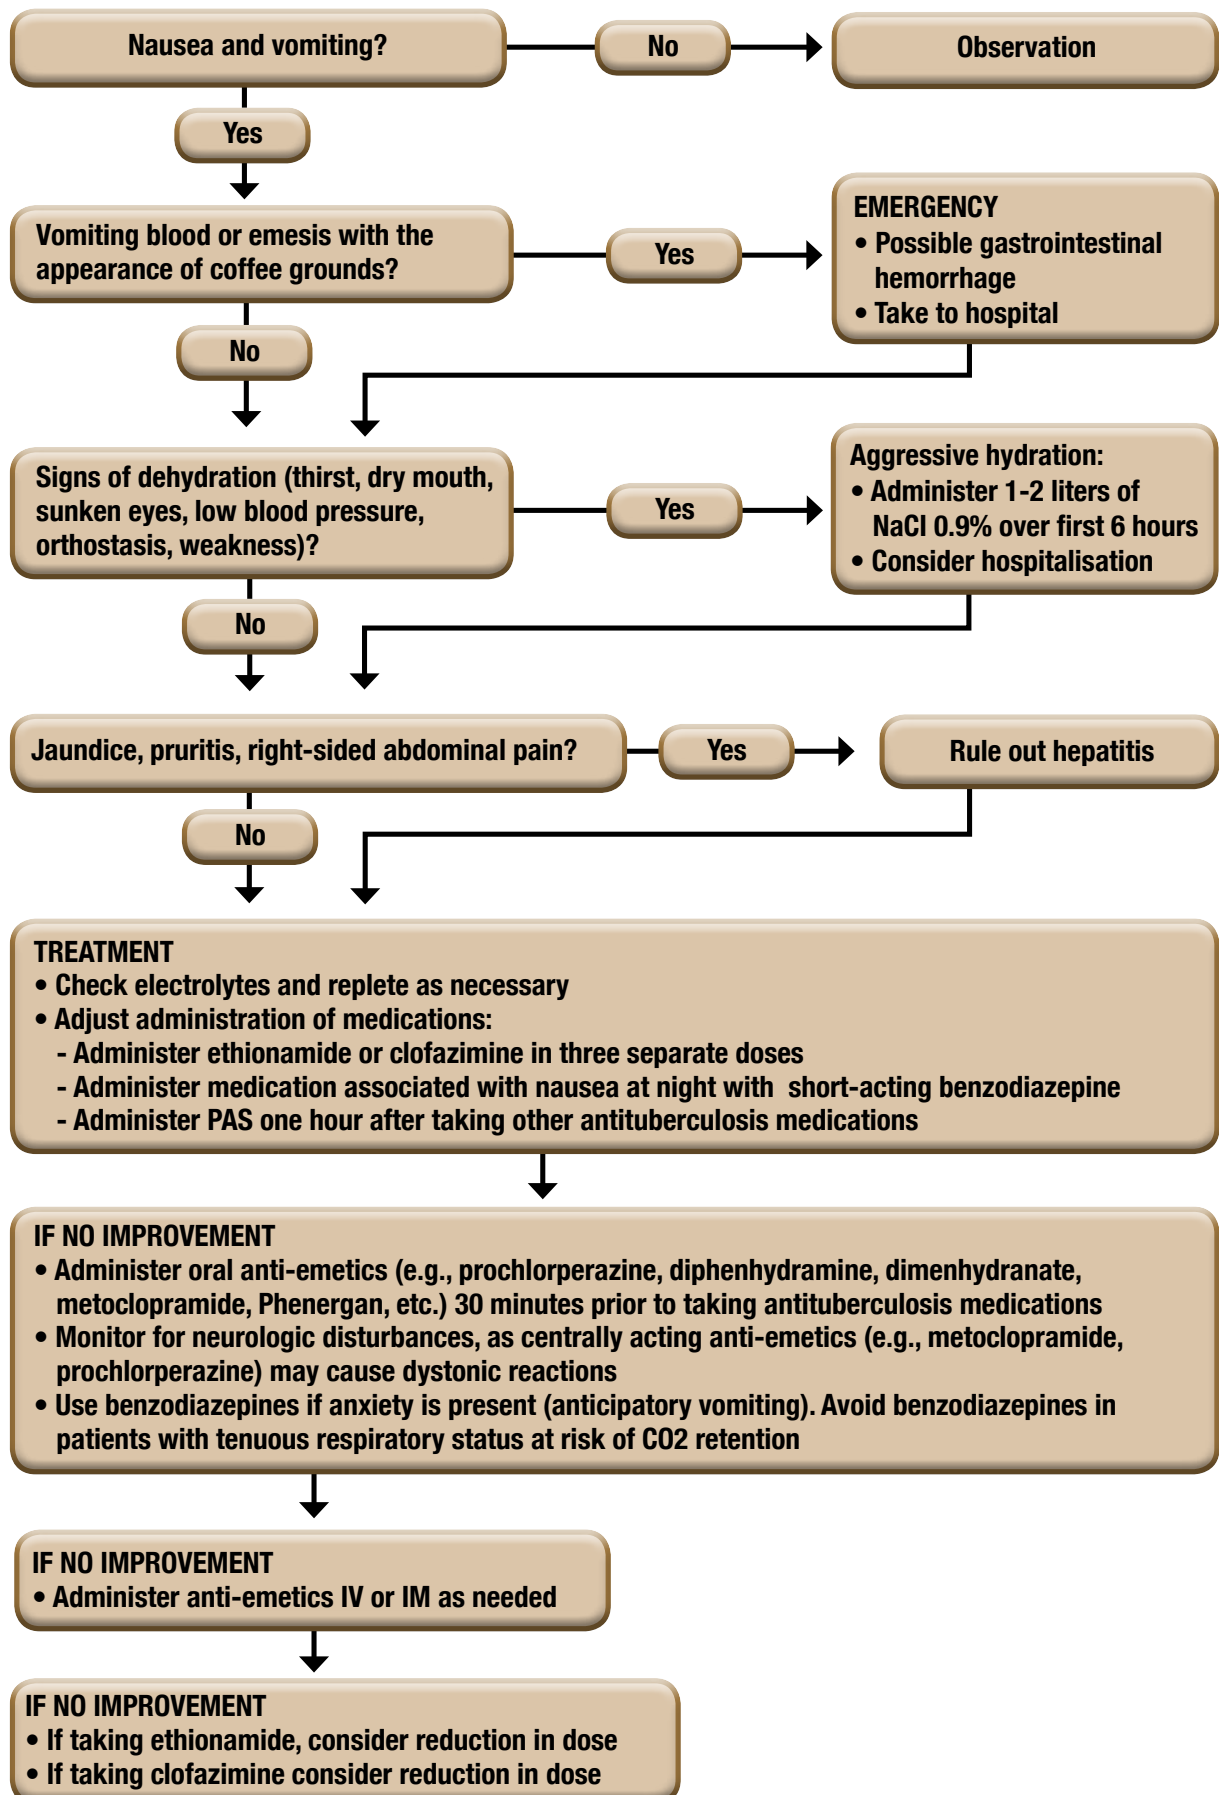 Nausea and vomiting?
No
Observation
Yes
Vomiting blood or emesis with the
appearance of coffee grounds?
Yes
EMERGENCY
• Possible gastrointestinal
hemorrhage
• Take to hospital
No
Signs of dehydration (thirst, dry mouth,
sunken eyes, low blood pressure,
orthostasis, weakness)?
Yes
Aggressive hydration:
• Administer 1-2 liters of
NaCl 0.9% over first 6 hours
• Consider hospitalisation
No
Jaundice, pruritis, right-sided abdominal pain?
Yes
Rule out hepatitis
No
TREATMENT
• Check electrolytes and replete as necessary
• Adjust administration of medications:
- Administer ethionamide or clofazimine in three separate doses
- Administer medication associated with nausea at night with short-acting benzodiazepine
- Administer PAS one hour after taking other antituberculosis medications
IF NO IMPROVEMENT
• Administer oral anti-emetics (e.g., prochlorperazine, diphenhydramine, dimenhydranate,
metoclopramide, Phenergan, etc.) 30 minutes prior to taking antituberculosis medications
• Monitor for neurologic disturbances, as centrally acting anti-emetics (e.g., metoclopramide,
prochlorperazine) may cause dystonic reactions
• Use benzodiazepines if anxiety is present (anticipatory vomiting). Avoid benzodiazepines in
patients with tenuous respiratory status at risk of CO2 retention
IF NO IMPROVEMENT
• Administer anti-emetics IV or IM as needed
IF NO IMPROVEMENT
• If taking ethionamide, consider reduction in dose
• If taking clofazimine consider reduction in dose